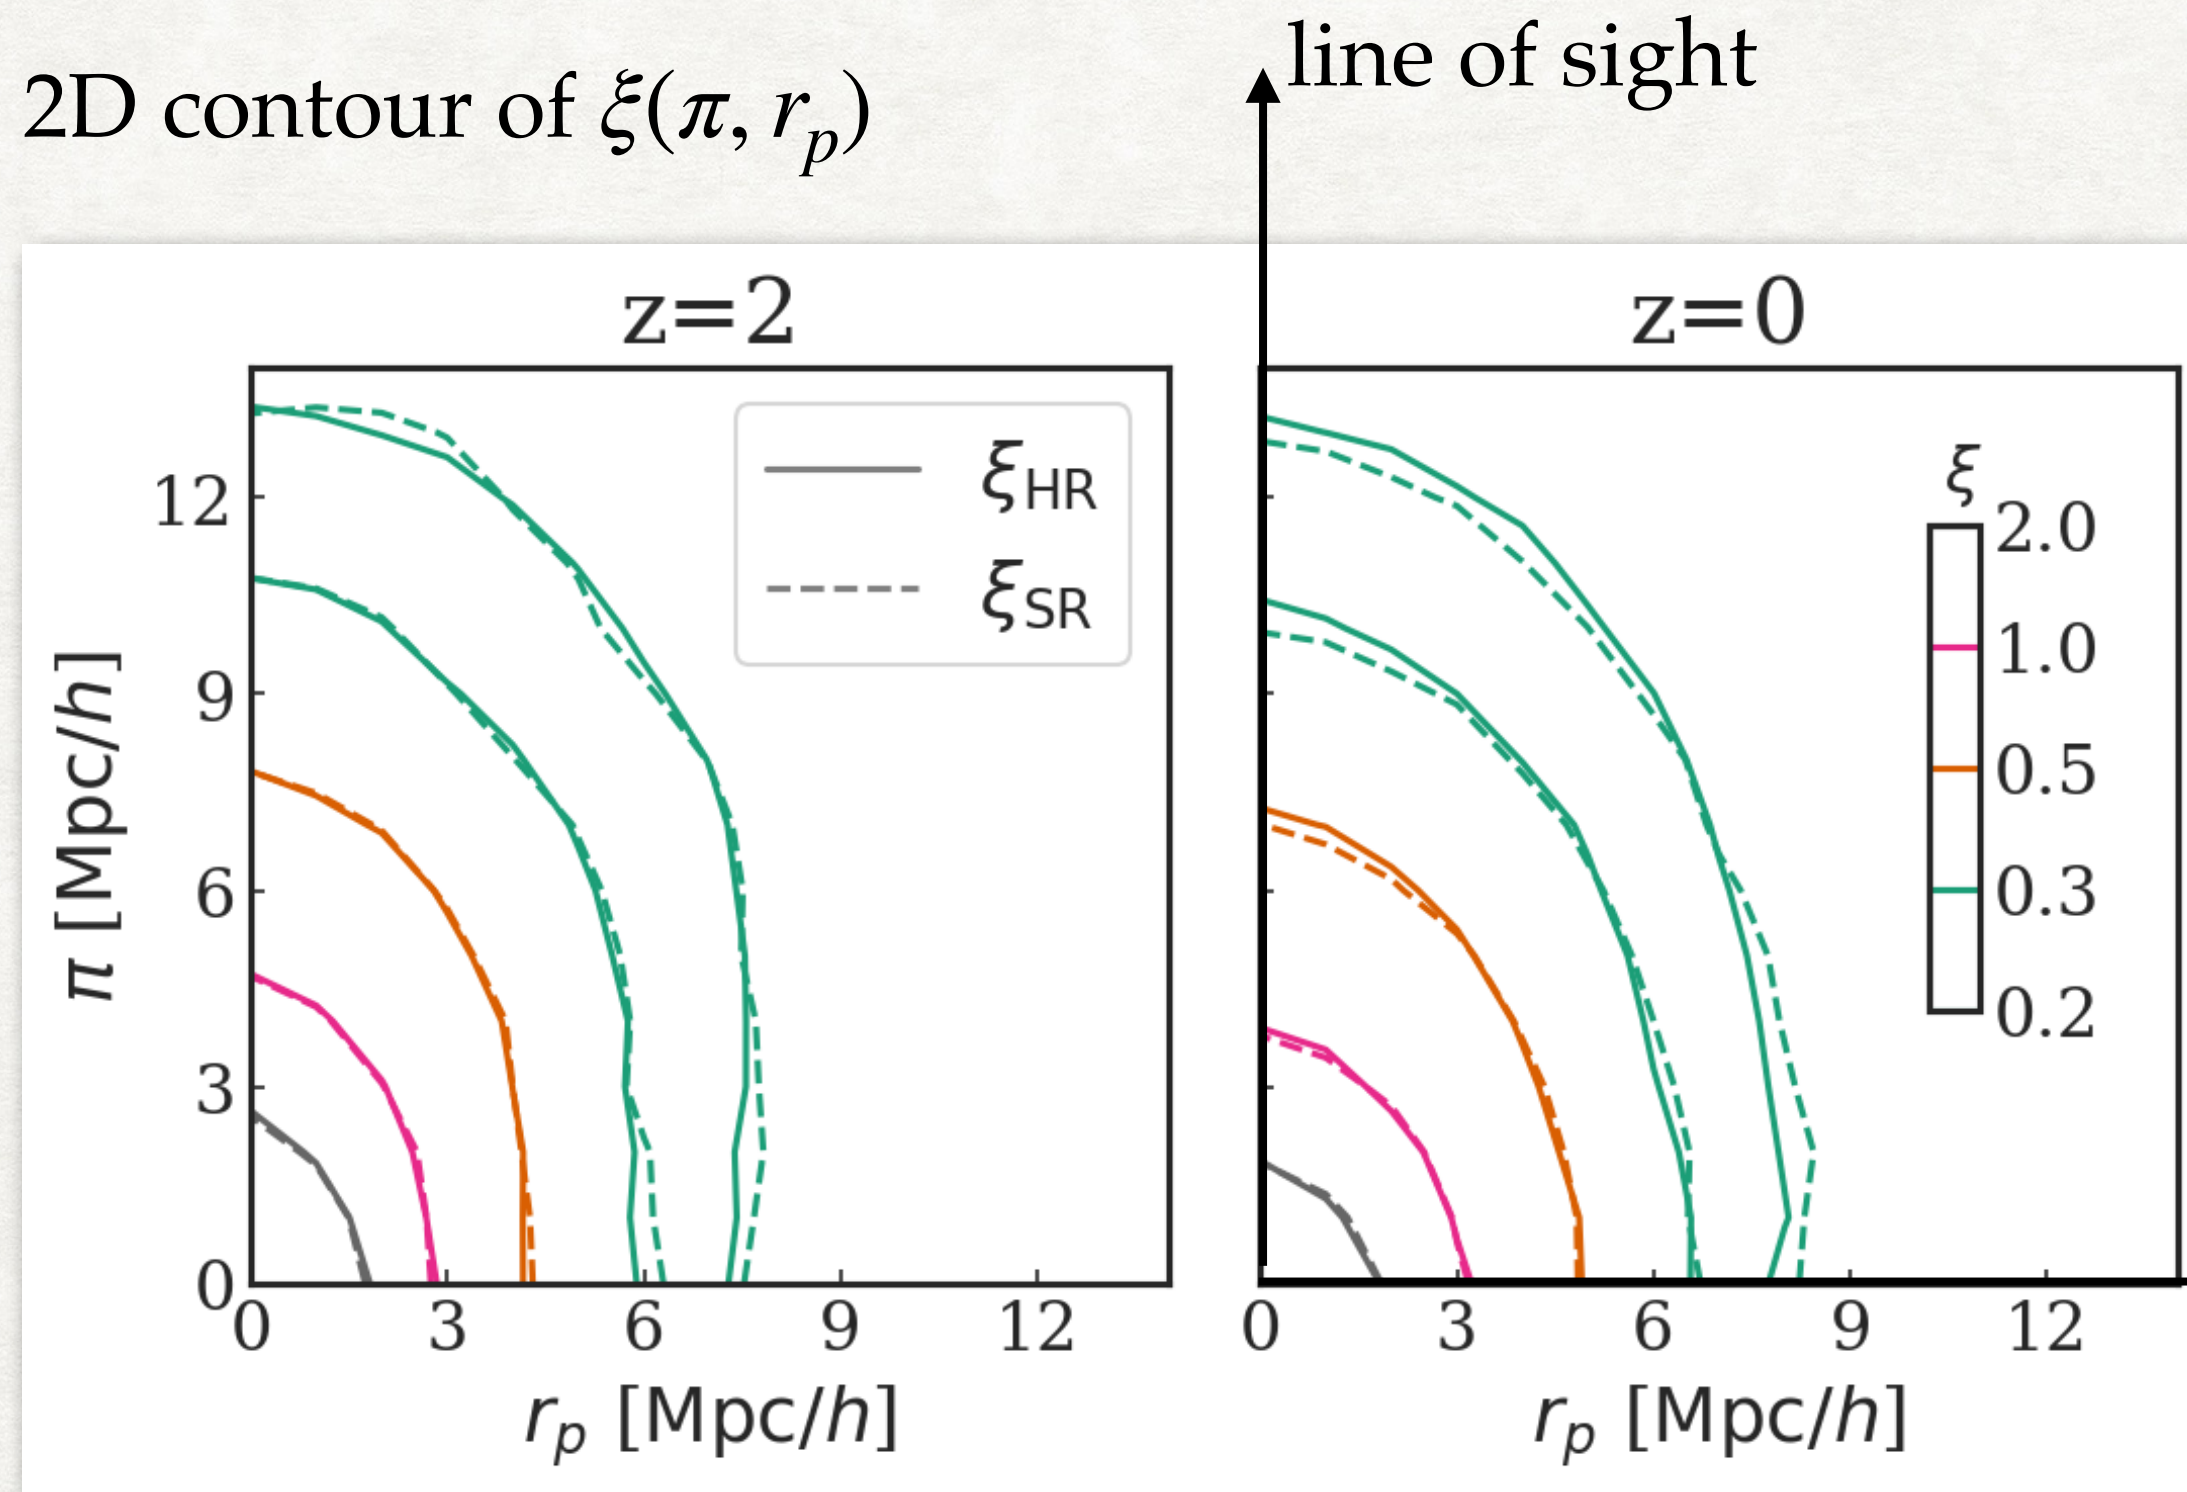 line of sight
2D contour of ξ(π, r_p)
z=2
z=0
ξ_HR
ξ_SR
ξ
2.0
1.0
0.5
0.3
0.2
π [Mpc/h]
12
9
6
3
0
0 3 6 9 12
0 3 6 9 12
r_p [Mpc/h]
r_p [Mpc/h]